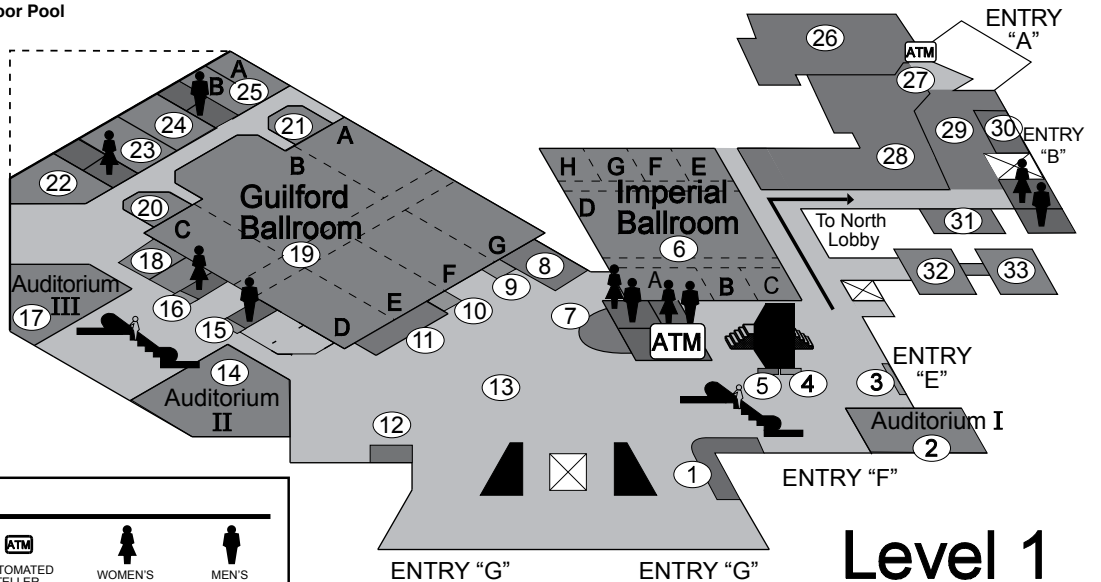 oor Pool
ENTRY
“A”
26
ATM
27
A
B
25
24
21
A
23
B
22
29
30
ENTRY
“B”
28
H G F E
Guilford
Ballroom
Imperial
Ballroom
D
20
C
19
6
To North
Lobby
31
18
G
8
32
33
Auditorium
III
F
9
A
B
C
17
16
E
10
7
15
D
11
ATM
14
Auditorium
II
13
5
4
3
ENTRY
“E”
12
Auditorium I
2
1
ENTRY “F”
Level 1
ENTRY “G”
ENTRY “G”
ATM
TOMATED
TELLER
WOMEN'S
MEN'S